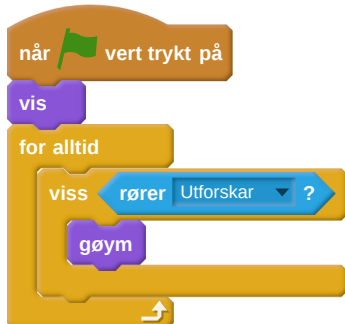 når vert trykt på
vis
for alltid
viss rører Utforskar ?
gøym